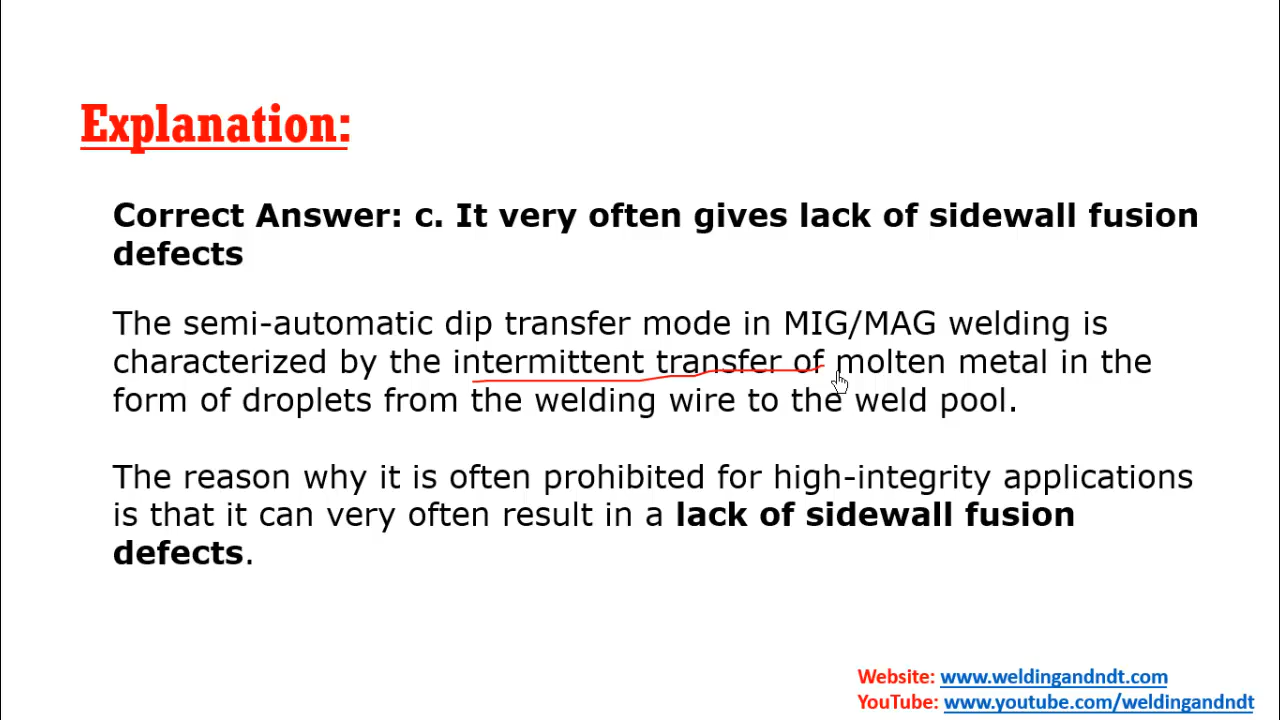 Explanation:
Correct Answer: c. It very often gives lack of sidewall fusion
defects
The semi-automatic dip transfer mode in MIG/MAG welding is
characterized by the intermittent transfer of molten metal in the
form of droplets from the welding wire to the weld pool.
The reason why it is often prohibited for high-integrity applications
is that it can very often result in a lack of sidewall fusion
defects.
Website: www.weldingandndt.com
YouTube: www.youtube.com/weldingandndt